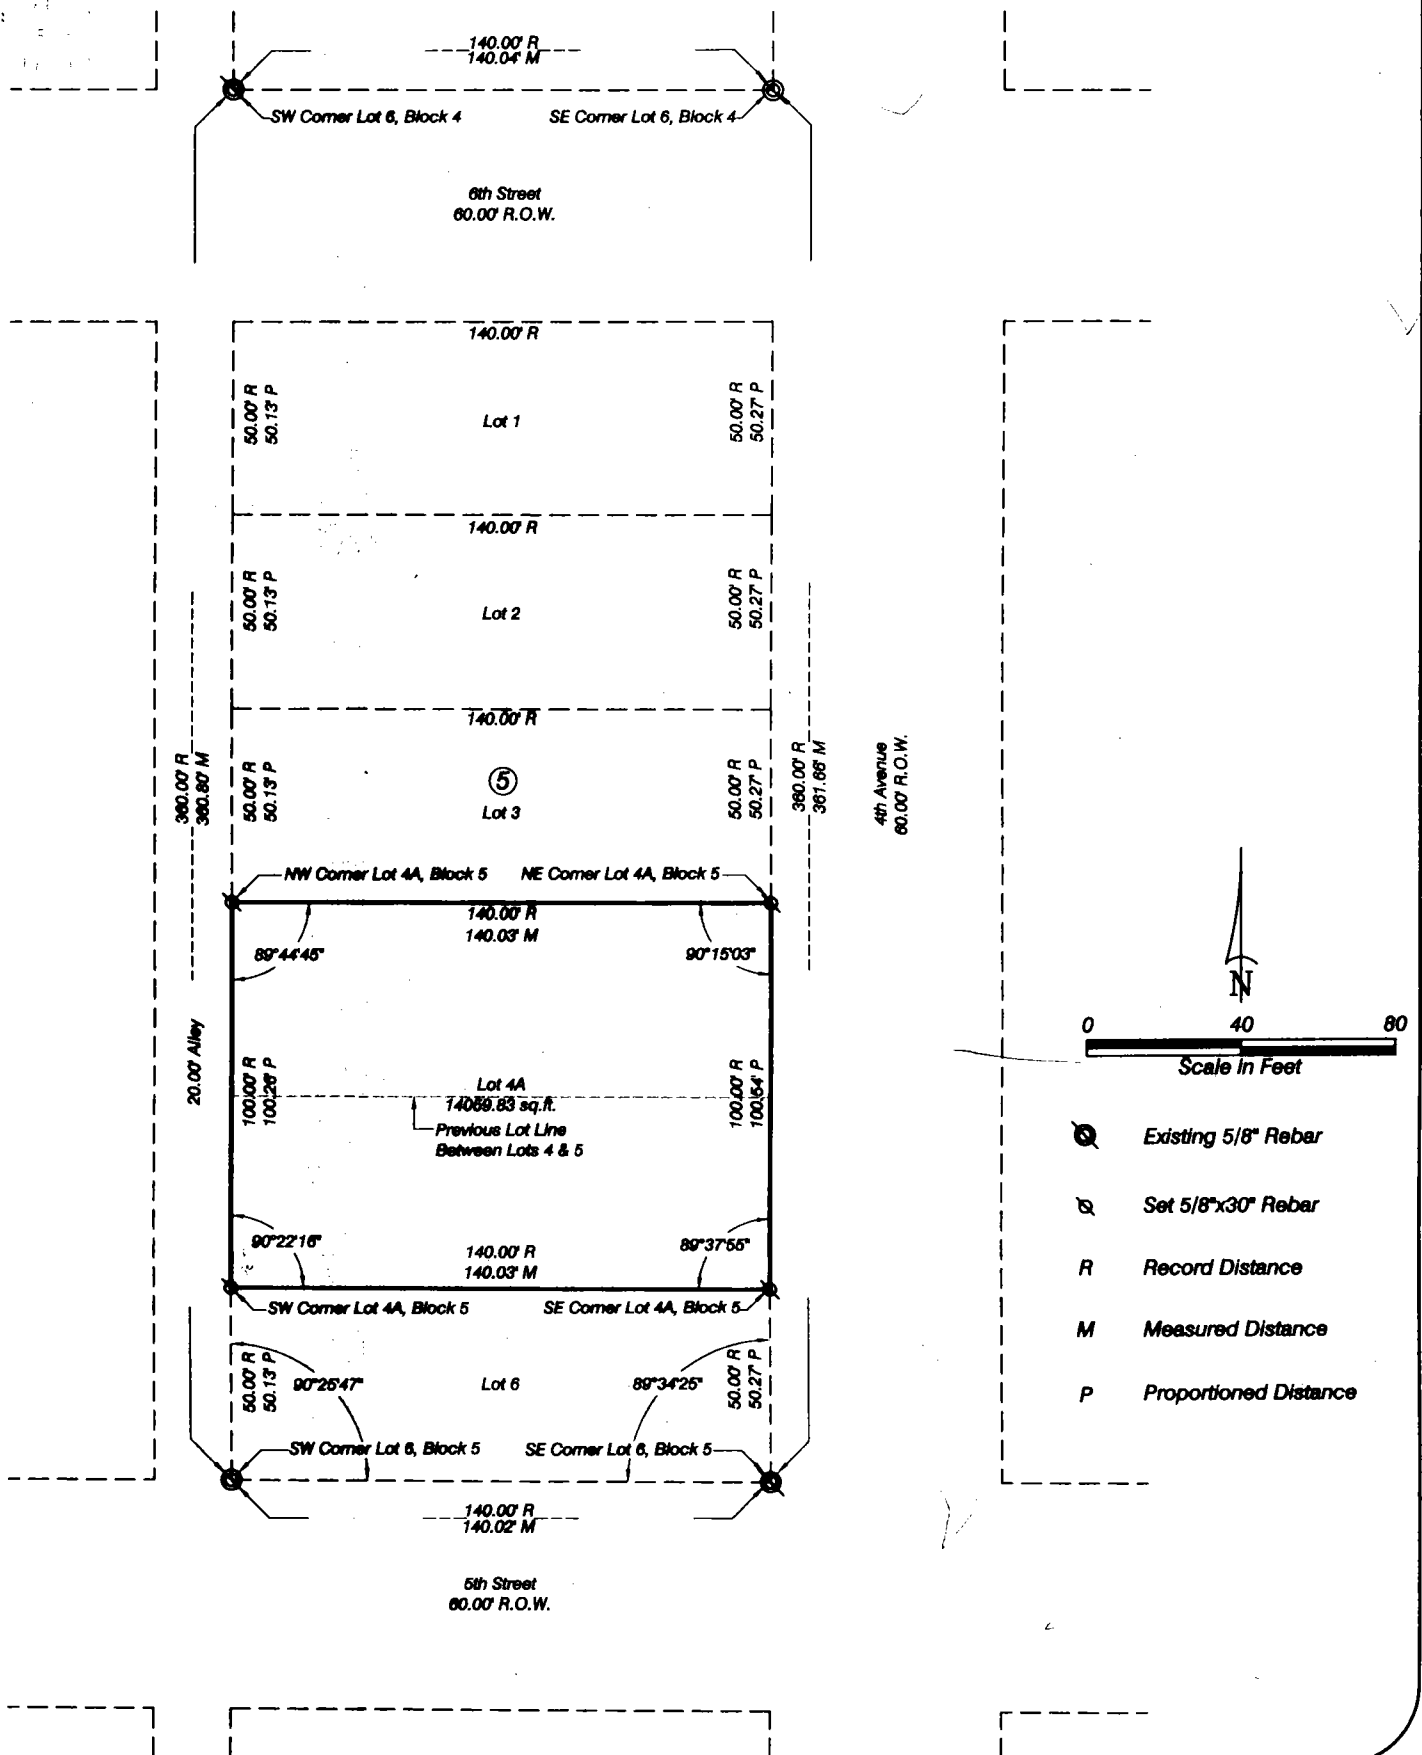 140.00' R
140.04' M
SW Corner Lot 6, Block 4
SE Corner Lot 6, Block 4
6th Street
60.00' R.O.W.
140.00' R
50.00' R
50.13' P
Lot 1
50.00' R
50.27' P
140.00' R
50.00' R
50.13' P
Lot 2
50.00' R
50.27' P
140.00' R
360.00' R
360.80' M
50.00' R
50.13' P
5
Lot 3
50.00' R
50.27' P
360.00' R
361.66' M
4th Avenue
60.00' R.O.W.
NW Corner Lot 4A, Block 5
NE Corner Lot 4A, Block 5
140.00' R
140.03' M
89°44'45"
90°15'03"
N
0 40 80
Scale in Feet
20.00' Alley
100.00' R
100.26' P
Lot 4A
14069.83 sq.ft.
Previous Lot Line
Between Lots 4 & 5
100.00' R
100.54' P
Existing 5/8" Rebar
Set 5/8"x30" Rebar
R Record Distance
M Measured Distance
P Proportioned Distance
90°22'16"
89°37'55"
140.00' R
140.03' M
SW Corner Lot 4A, Block 5
SE Corner Lot 4A, Block 5
50.00' R
50.13' P
90°25'47"
Lot 6
89°34'25"
50.00' R
50.27' P
SW Corner Lot 6, Block 5
SE Corner Lot 6, Block 5
140.00' R
140.02' M
5th Street
60.00' R.O.W.